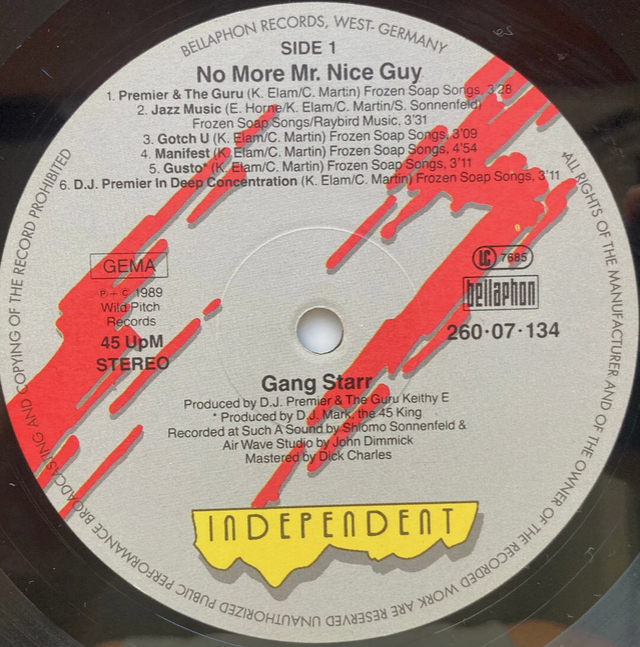 BELLAPHON RECORDS, WEST-GERMANY
SIDE 1
No More Mr. Nice Guy
1. Premier & The Guru (K. Elam/C. Martin) Frozen Soap Songs, 3'28
2. Jazz Music (E. Horne/K. Elam/C. Martin/S. Sonnenfeld)
Frozen Soap Songs/Raybird Music, 3'31
3. Gotch U (K. Elam/C. Martin) Frozen Soap Songs, 3'09
4. Manifest (K. Elam/C. Martin) Frozen Soap Songs, 4'54
5. Gusto* (K. Elam/C. Martin) Frozen Soap Songs, 3'11
6. D.J. Premier In Deep Concentration (K. Elam/C. Martin) Frozen Soap Songs, 3'11
GEMA
P + C 1989
Wild Pitch
Records
45 UpM
STEREO
LC 7685
bellaphon
260·07·134
Gang Starr
Produced by D.J. Premier & The Guru Keithy E
* Produced by D.J. Mark, the 45 King
Recorded at Such A Sound by Shlomo Sonnenfeld &
Air Wave Studio by John Dimmick
Mastered by Dick Charles
INDEPENDENT
ALL RIGHTS OF THE MANUFACTURER AND OF THE OWNER OF THE RECORDED WORK ARE RESERVED UNAUTHORIZED PUBLIC PERFORMANCE BROADCASTING AND COPYING OF THE RECORD PROHIBITED